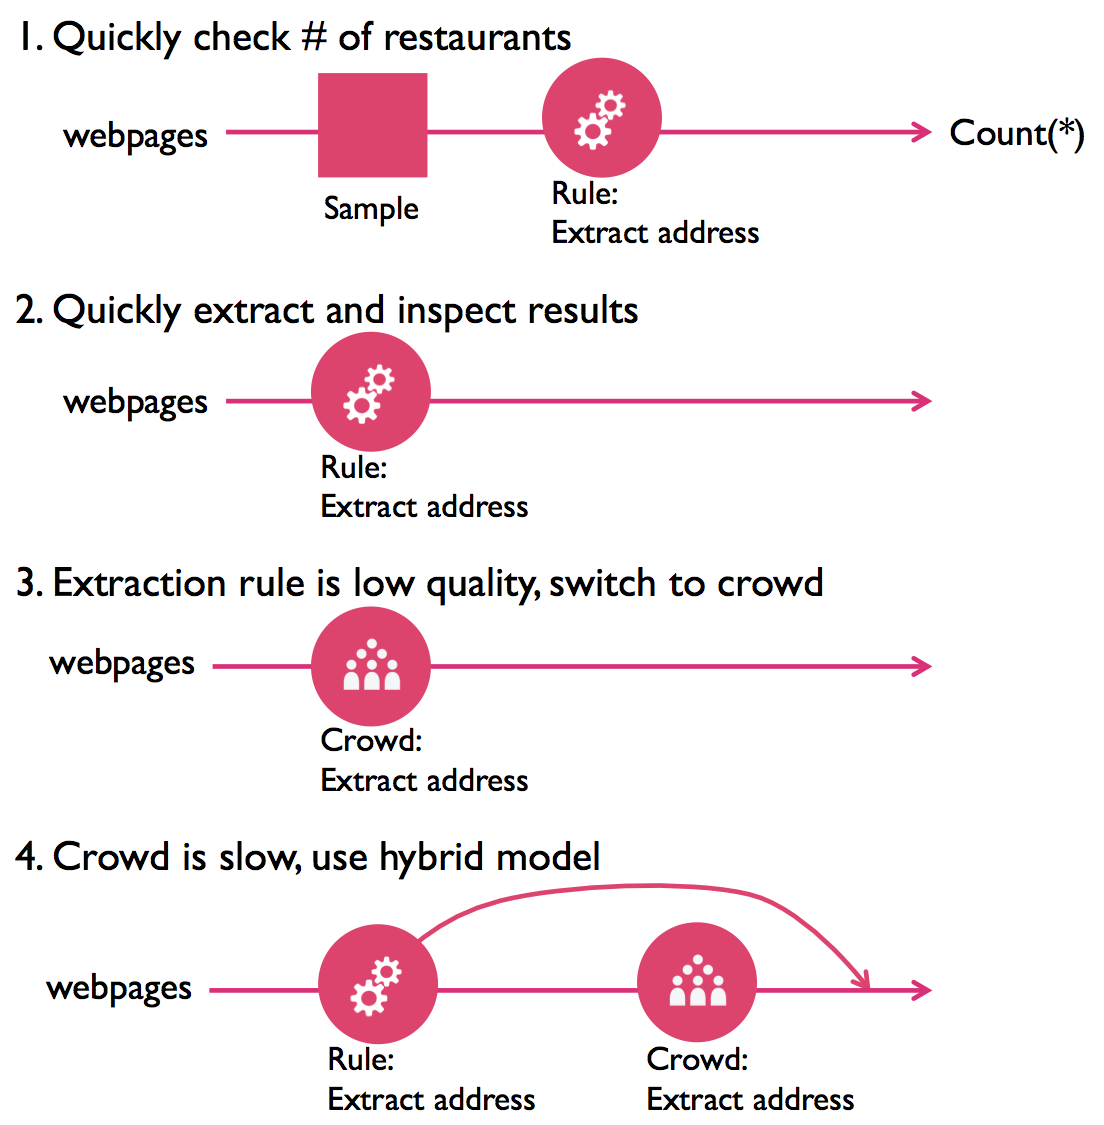 1. Quickly check # of restaurants
webpages
Count(*)
Sample
Rule:
Extract address
2. Quickly extract and inspect results
webpages
Rule:
Extract address
3. Extraction rule is low quality, switch to crowd
webpages
Crowd:
Extract address
4. Crowd is slow, use hybrid model
webpages
Rule:
Extract address
Crowd:
Extract address